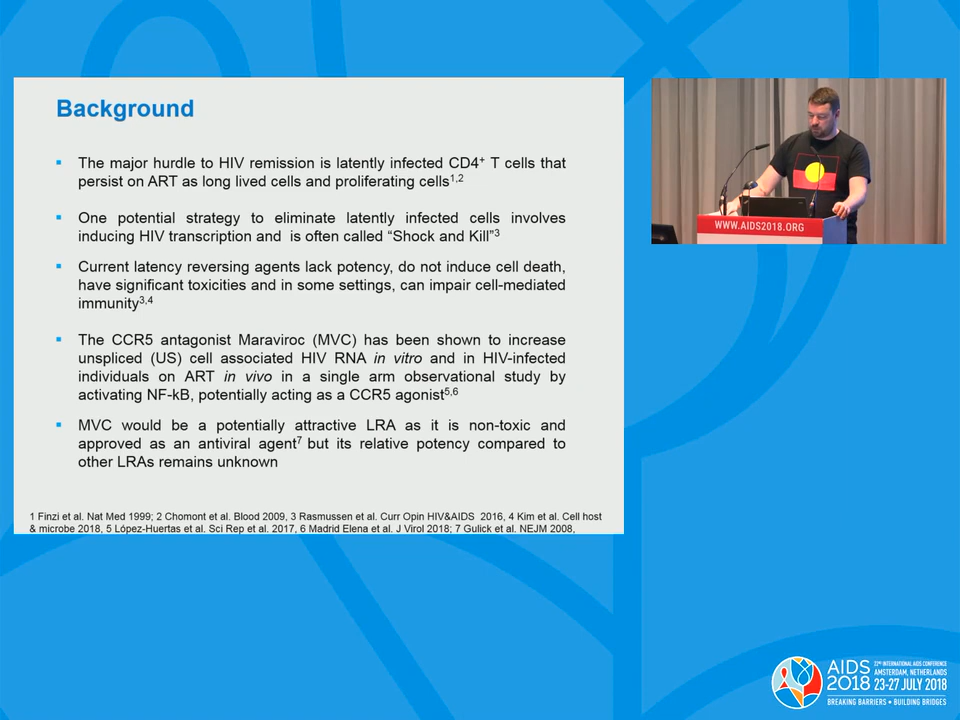 Background
▪ The major hurdle to HIV remission is latently infected CD4⁺ T cells that
persist on ART as long lived cells and proliferating cells¹,²
▪ One potential strategy to eliminate latently infected cells involves
inducing HIV transcription and is often called “Shock and Kill”³
▪ Current latency reversing agents lack potency, do not induce cell death,
have significant toxicities and in some settings, can impair cell-mediated
immunity³,⁴
▪ The CCR5 antagonist Maraviroc (MVC) has been shown to increase
unspliced (US) cell associated HIV RNA in vitro and in HIV-infected
individuals on ART in vivo in a single arm observational study by
activating NF-kB, potentially acting as a CCR5 agonist⁵,⁶
▪ MVC would be a potentially attractive LRA as it is non-toxic and
approved as an antiviral agent⁷ but its relative potency compared to
other LRAs remains unknown
1 Finzi et al. Nat Med 1999; 2 Chomont et al. Blood 2009, 3 Rasmussen et al. Curr Opin HIV&AIDS 2016, 4 Kim et al. Cell host
& microbe 2018, 5 López-Huertas et al. Sci Rep et al. 2017, 6 Madrid Elena et al. J Virol 2018; 7 Gulick et al. NEJM 2008,
WWW.AIDS2018.ORG
AIDS
2018
22ND INTERNATIONAL AIDS CONFERENCE
AMSTERDAM, NETHERLANDS
23-27 JULY 2018
BREAKING BARRIERS • BUILDING BRIDGES